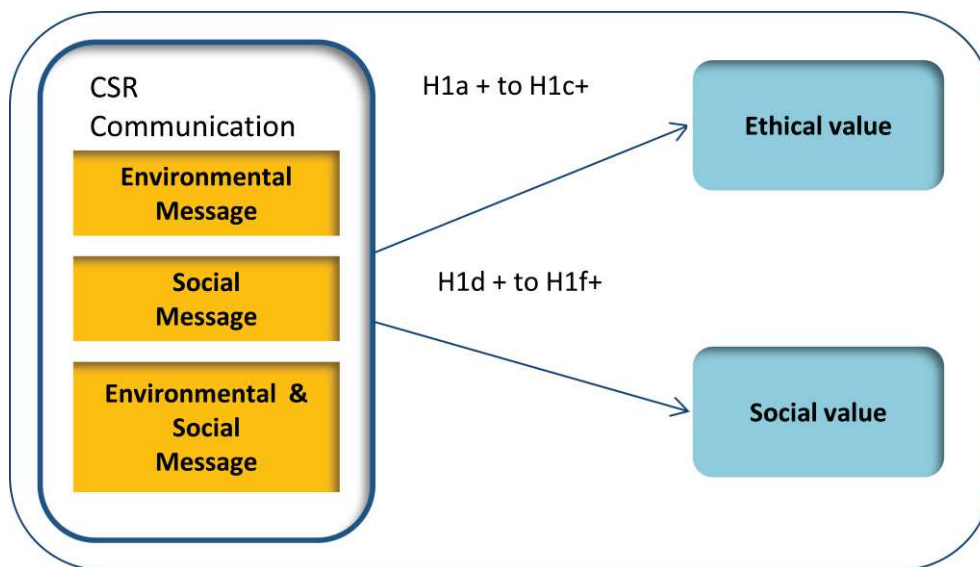 CSR
Communication
Environmental
Message
Social
Message
Environmental &
Social
Message
H1a + to H1c+
H1d + to H1f+
Ethical value
Social value